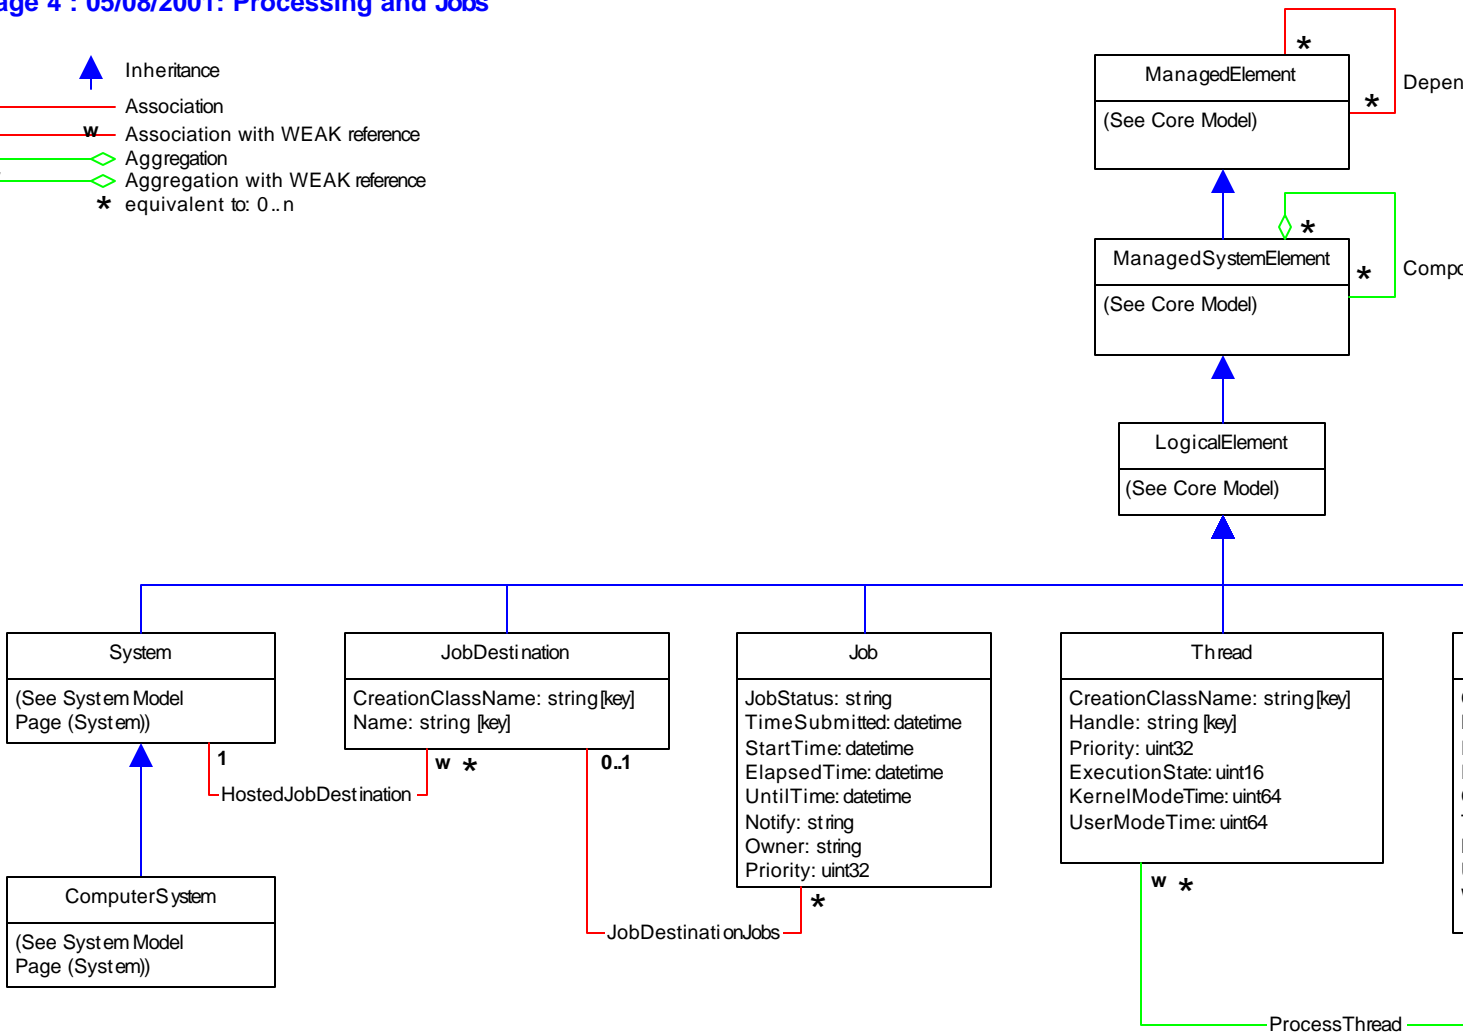 age 4 : 05/08/2001: Processing and Jobs
Inheritance
Association
w Association with WEAK reference
Aggregation
Aggregation with WEAK reference
* equivalent to: 0..n
*
ManagedElement
Depen
*
(See Core Model)
*
ManagedSystemElement
*
Compo
(See Core Model)
LogicalElement
(See Core Model)
System
(See System Model
Page (System))
1
HostedJobDestination
ComputerSystem
(See System Model
Page (System))
JobDestination
CreationClassName: string[key]
Name: string [key]
w *
0..1
JobDestinationJobs
Job
JobStatus: string
TimeSubmitted: datetime
StartTime: datetime
ElapsedTime: datetime
UntilTime: datetime
Notify: string
Owner: string
Priority: uint32
*
Thread
CreationClassName: string[key]
Handle: string [key]
Priority: uint32
ExecutionState: uint16
KernelModeTime: uint64
UserModeTime: uint64
w *
ProcessThread